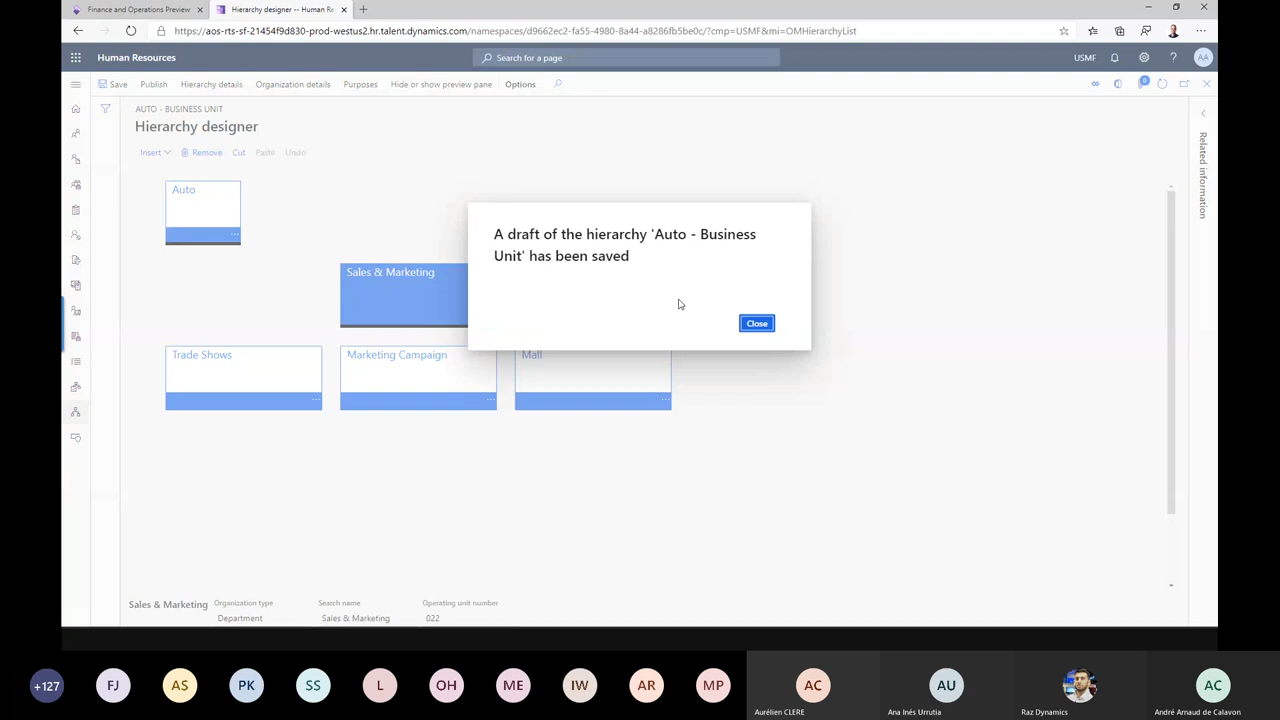 Finance and Operations Preview
Hierarchy designer -- Human Re
https://aos-rts-sf-21454f9d830-prod-westus2.hr.talent.dynamics.com/namespaces/d9662ec2-fa55-4980-8a44-a8286fb5be0c/?cmp=USMF&mi=OMHierarchyList
Human Resources
Search for a page
USMF
AA
Save
Publish
Hierarchy details
Organization details
Purposes
Hide or show preview pane
Options
0
AUTO - BUSINESS UNIT
Hierarchy designer
Insert
Remove
Cut
Paste
Undo
Related information
Auto
Sales & Marketing
A draft of the hierarchy 'Auto - Business
Unit' has been saved
Close
Trade Shows
Marketing Campaign
Mall
Sales & Marketing
Organization type
Department
Search name
Sales & Marketing
Operating unit number
022
+127
FJ
AS
PK
SS
L
OH
ME
IW
AR
MP
AC
Aurélien CLERE
AU
Ana Inés Urrutia
Raz Dynamics
AC
André Arnaud de Calavon